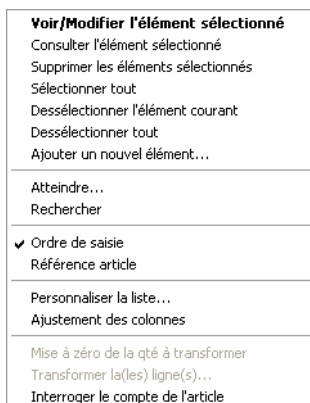 Voir/Modifier l'élément sélectionné
Consulter l'élément sélectionné
Supprimer les éléments sélectionnés
Sélectionner tout
Dessélectionner l'élément courant
Dessélectionner tout
Ajouter un nouvel élément...
Atteindre...
Rechercher
Ordre de saisie
Référence article
Personnaliser la liste...
Ajustement des colonnes
Mise à zéro de la qté à transformer
Transformer la(les) ligne(s)...
Interroger le compte de l'article